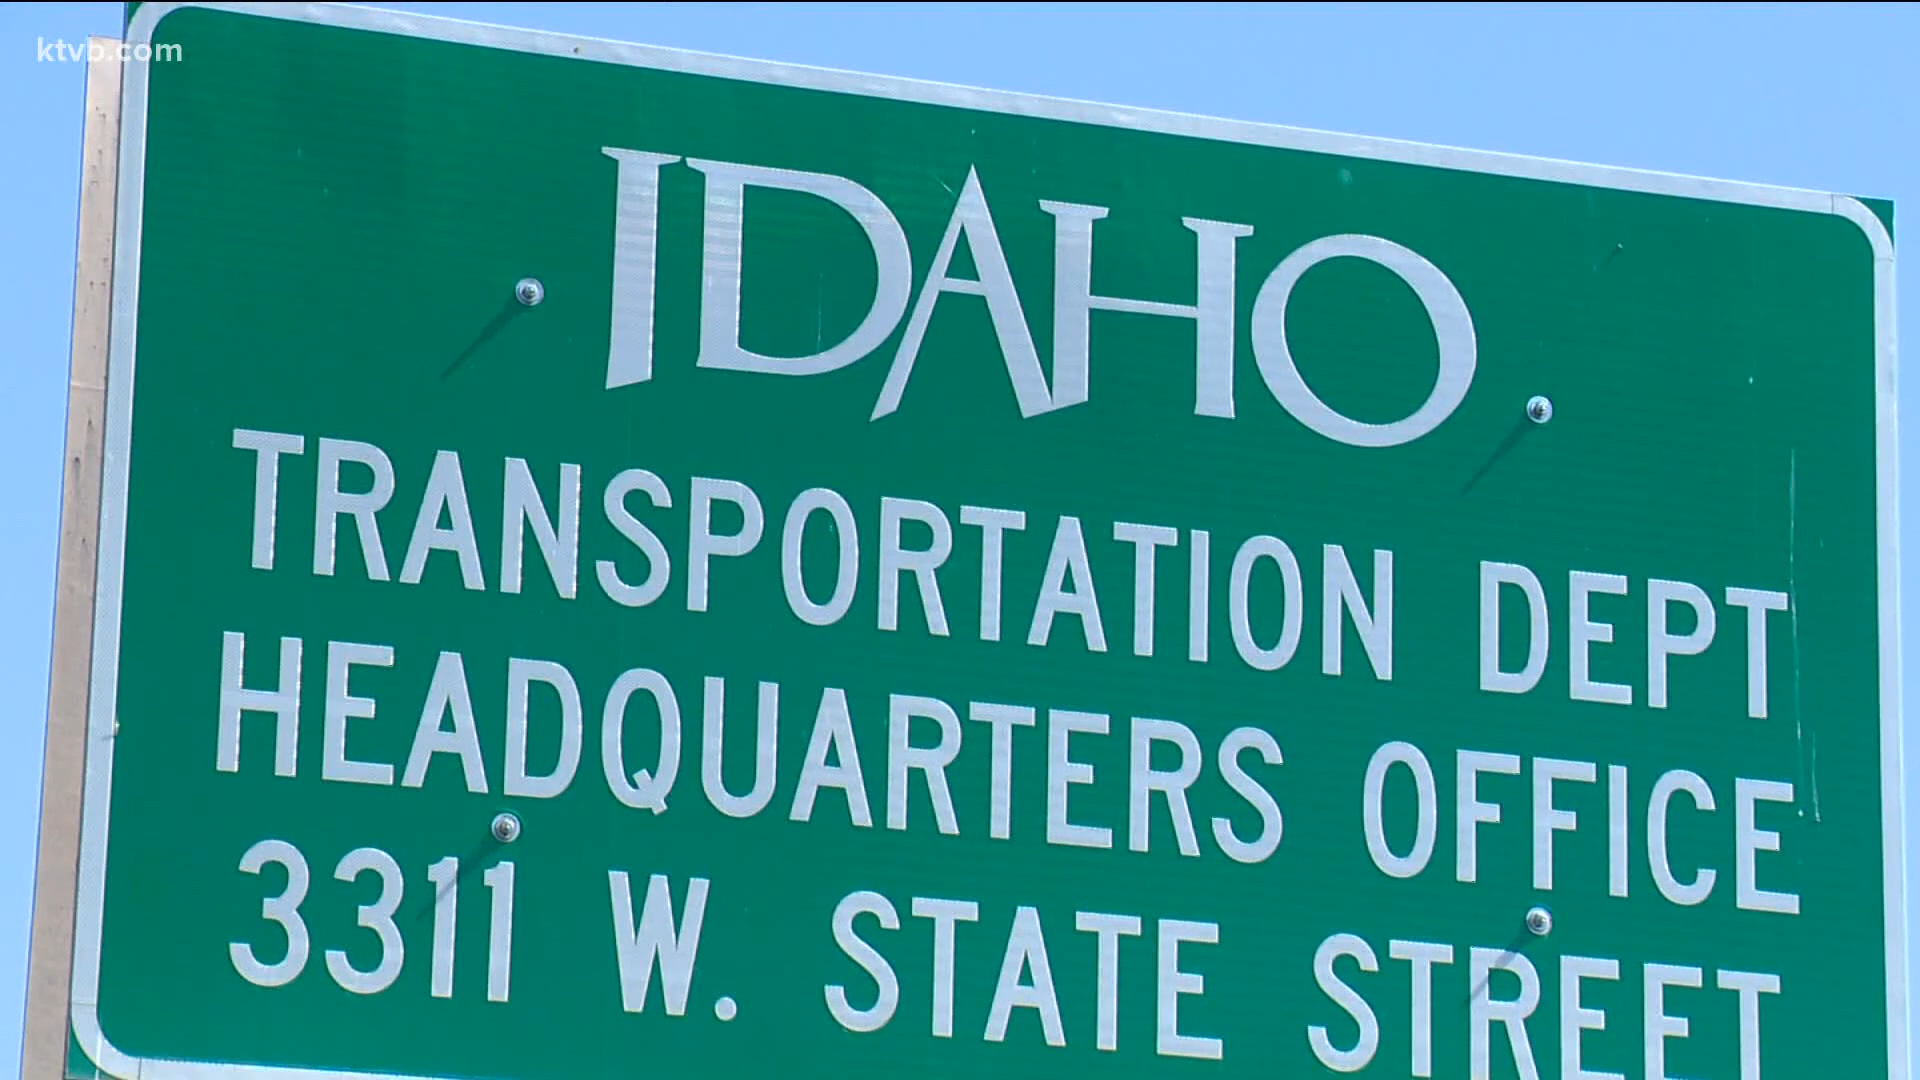 ktvb.com
IDAHO
TRANSPORTATION DEPT
HEADQUARTERS OFFICE
3311 W. STATE STREET